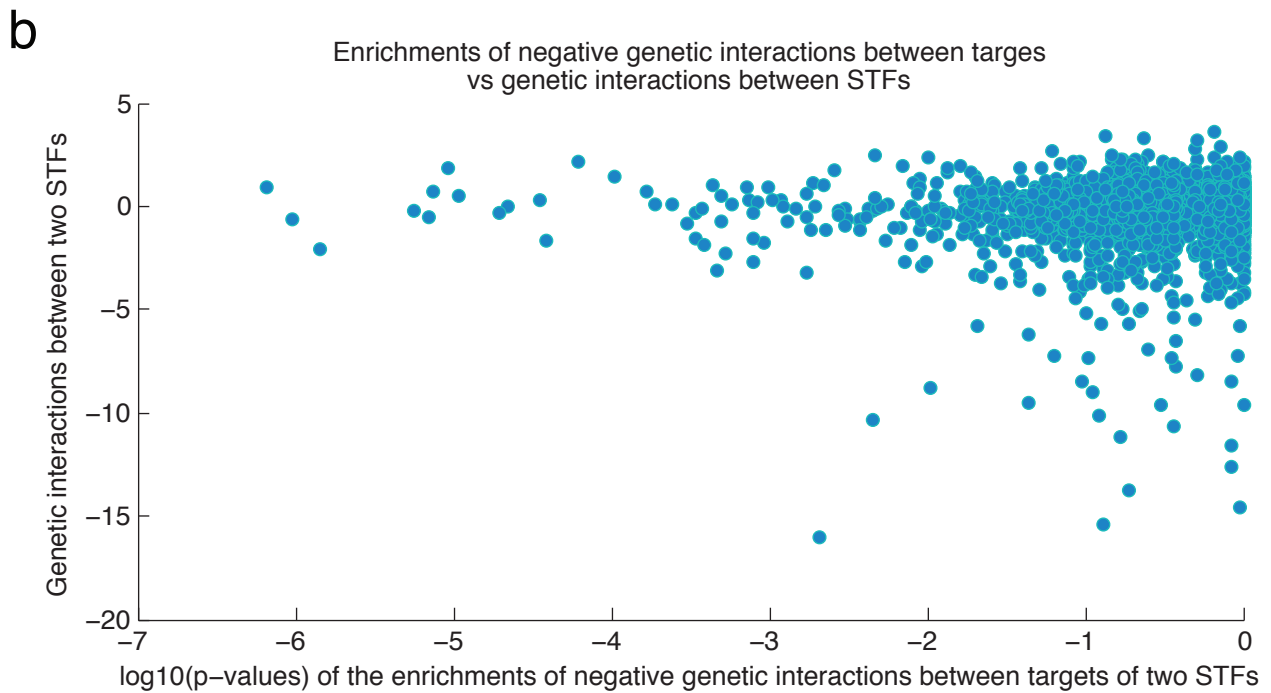 b
Enrichments of negative genetic interactions between targes
vs genetic interactions between STFs
Genetic interactions between two STFs
5
0
−5
−10
−15
−20
−7
−6
−5
−4
−3
−2
−1
0
log10(p−values) of the enrichments of negative genetic interactions between targets of two STFs